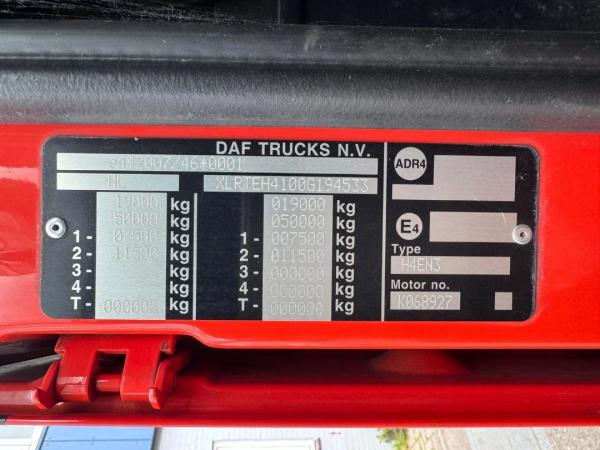 DAF TRUCKS N.V.
e4*2007/46*0001
NL XLRTEH4100G194533
19000 kg 019000 kg
50000 kg 050000 kg
1- 07500 kg 1- 007500 kg
2- 11500 kg 2- 011500 kg
3- kg 3- 000000 kg
4- kg 4- 000000 kg
T- 000000 kg T- 000000 kg
ADR4
E4
Type
H4EN3
Motor no.
K068927